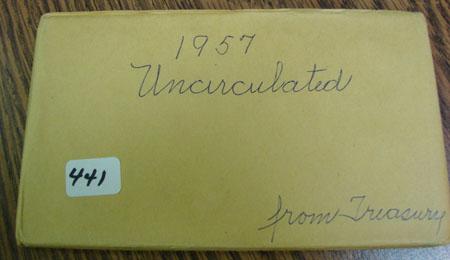 1957
Uncirculated
441
from Treasury